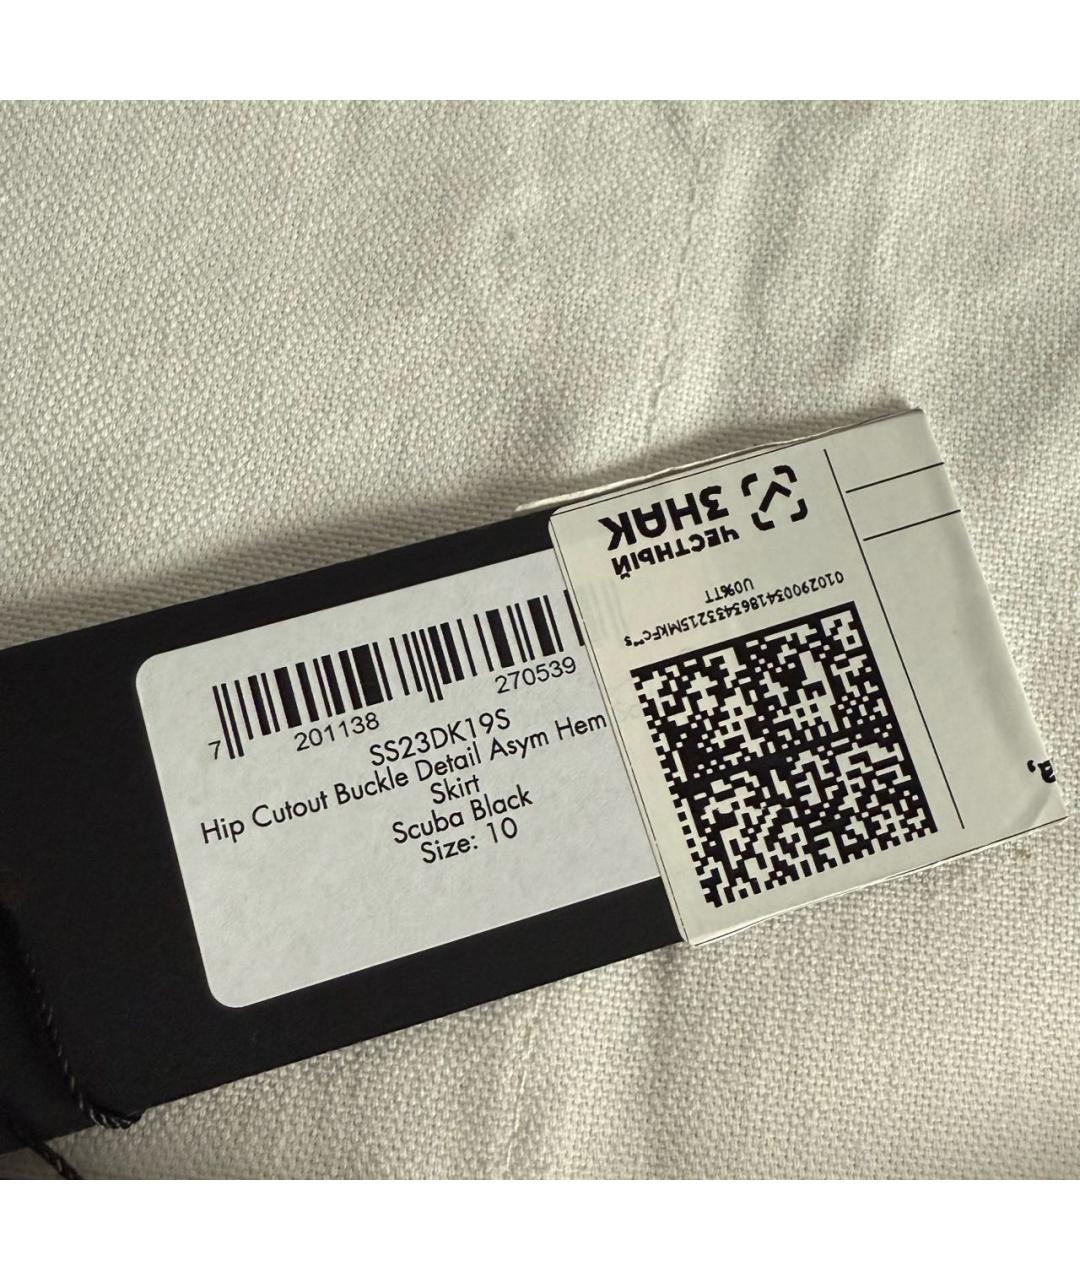 7 201138 270539
SS23DK19S
Hip Cutout Buckle Detail Asym Hem
Skirt
Scuba Black
Size: 10
ЧЕСТНЫЙ
ЗНАК